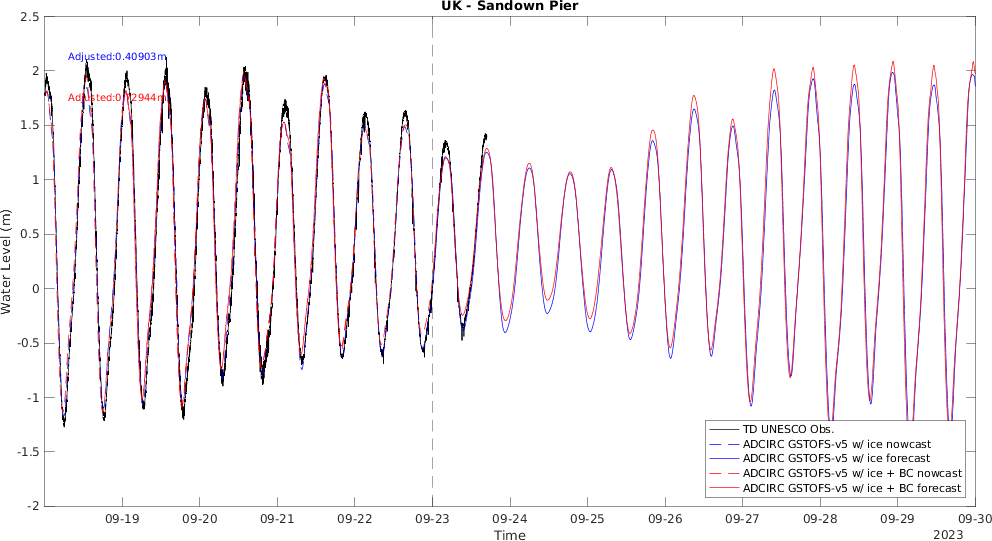 UK - Sandown Pier
2.5
2
1.5
1
0.5
0
-0.5
-1
-1.5
-2
Water Level (m)
Adjusted:0.40903m
TD UNESCO Obs.
ADCIRC GSTOFS-v5 w/ ice nowcast
ADCIRC GSTOFS-v5 w/ ice forecast
ADCIRC GSTOFS-v5 w/ ice + BC nowcast
ADCIRC GSTOFS-v5 w/ ice + BC forecast
09-19 09-20 09-21 09-22 09-23 09-24 09-25 09-26 09-27 09-28 09-29 09-30
Time
2023